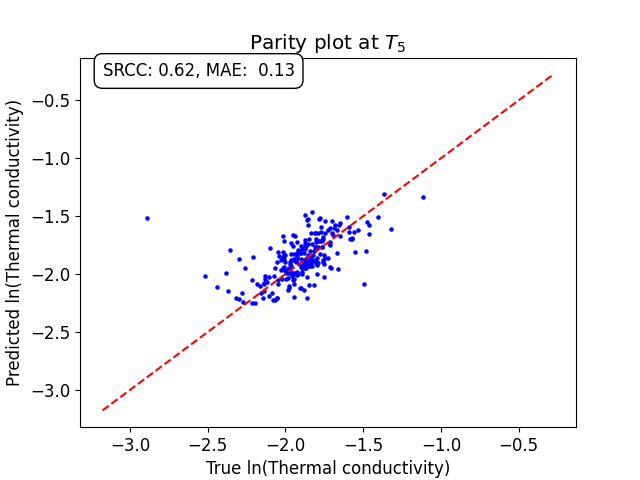 Parity plot at T₅
SRCC: 0.62, MAE:  0.13
Predicted ln(Thermal conductivity)
−0.5
−1.0
−1.5
−2.0
−2.5
−3.0
−3.0 −2.5 −2.0 −1.5 −1.0 −0.5
True ln(Thermal conductivity)